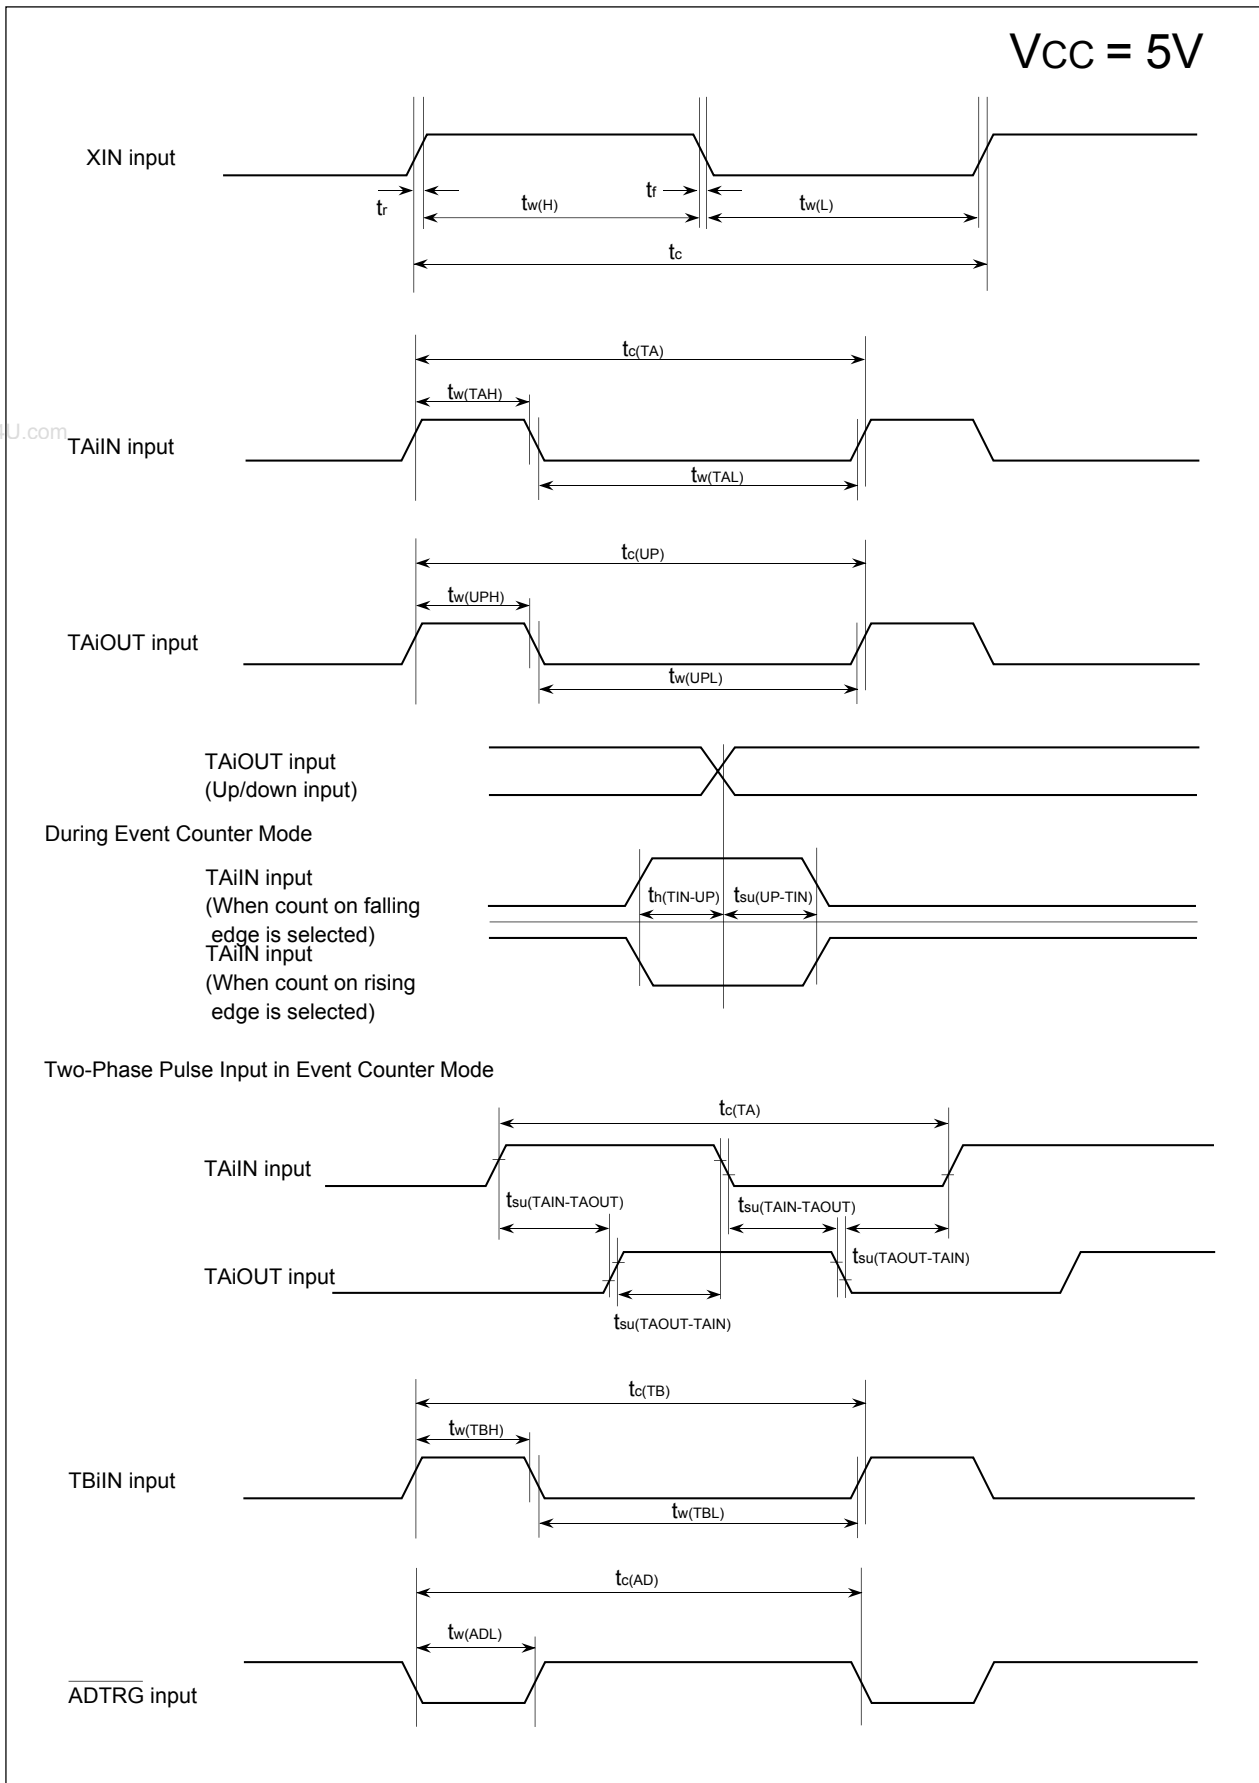 VCC = 5V
XIN input
tr
tw(H)
tf
tw(L)
tc
tc(TA)
tw(TAH)
4U.com
TAiIN input
tw(TAL)
tc(UP)
tw(UPH)
TAiOUT input
tw(UPL)
TAiOUT input
(Up/down input)
During Event Counter Mode
TAiIN input
(When count on falling
edge is selected)
th(TIN-UP)
tsu(UP-TIN)
TAiIN input
(When count on rising
edge is selected)
Two-Phase Pulse Input in Event Counter Mode
tc(TA)
TAiIN input
tsu(TAIN-TAOUT)
tsu(TAIN-TAOUT)
tsu(TAOUT-TAIN)
TAiOUT input
tsu(TAOUT-TAIN)
tc(TB)
tw(TBH)
TBiIN input
tw(TBL)
tc(AD)
tw(ADL)
ADTRG input